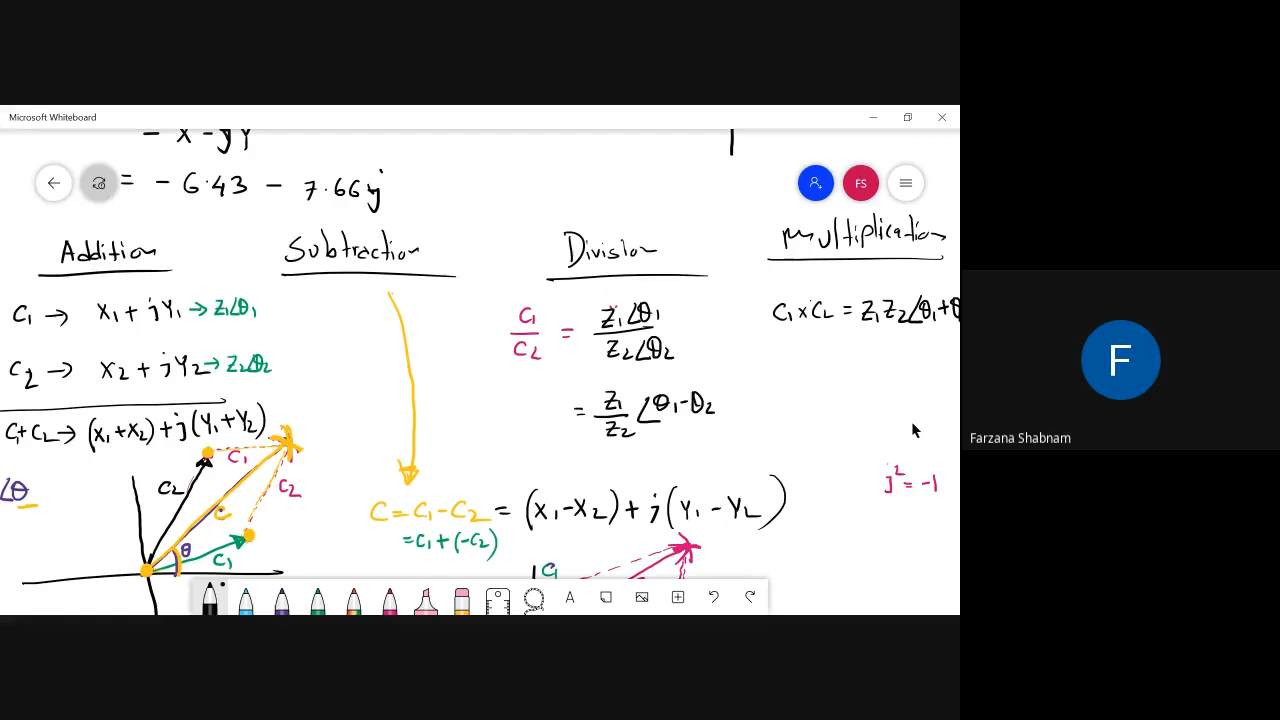 Microsoft Whiteboard
- X - jY
= - 6.43 - 7.66j
FS
Addition
C1 → X1 + jY1 → Z1∠θ1
C2 → X2 + jY2 → Z2∠θ2
C1+C2 → (X1+X2) + j(Y1+Y2)
C1
C2
C2
C
θ
C1
∠θ
Subtraction
C = C1 - C2 = (X1 - X2) + j(Y1 - Y2)
= C1 + (-C2)
C1
Division
C1/C2 = Z1∠θ1/Z2∠θ2
= Z1/Z2 ∠θ1-θ2
Multiplication
C1 x C2 = Z1Z2∠θ1+θ
j² = -1
A
F
Farzana Shabnam